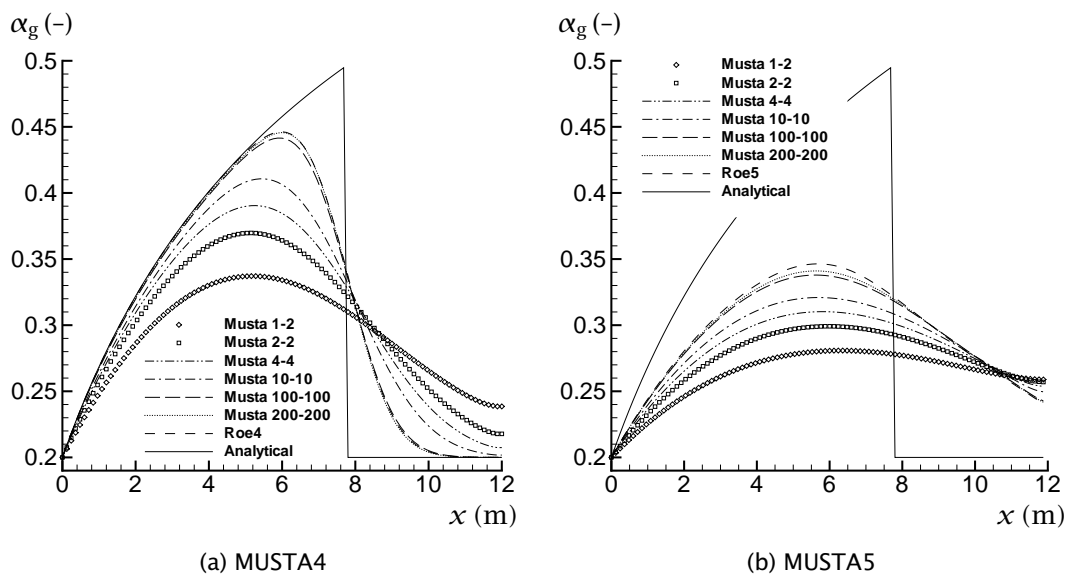 αg (–)
0.5
0.45
0.4
0.35
0.3
0.25
0.2
0
2
4
6
8
10
12
x (m)
Musta 1-2
Musta 2-2
Musta 4-4
Musta 10-10
Musta 100-100
Musta 200-200
Roe4
Analytical
(a) MUSTA4
αg (–)
0.5
0.45
0.4
0.35
0.3
0.25
0.2
0
2
4
6
8
10
12
x (m)
Musta 1-2
Musta 2-2
Musta 4-4
Musta 10-10
Musta 100-100
Musta 200-200
Roe5
Analytical
(b) MUSTA5